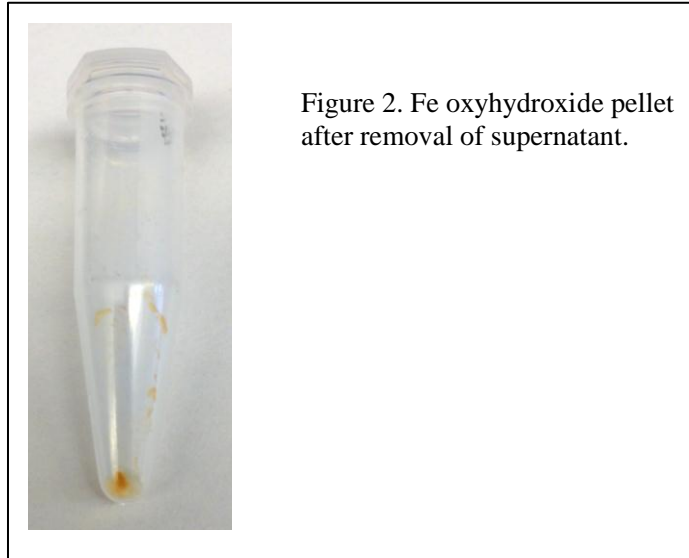 Figure 2. Fe oxyhydroxide pellet
after removal of supernatant.